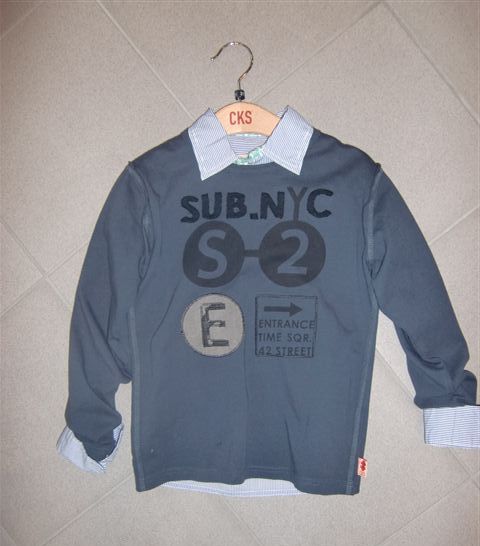 CKS
SUB.NYC
S-2
E
ENTRANCE
TIME SQR.
42 STREET